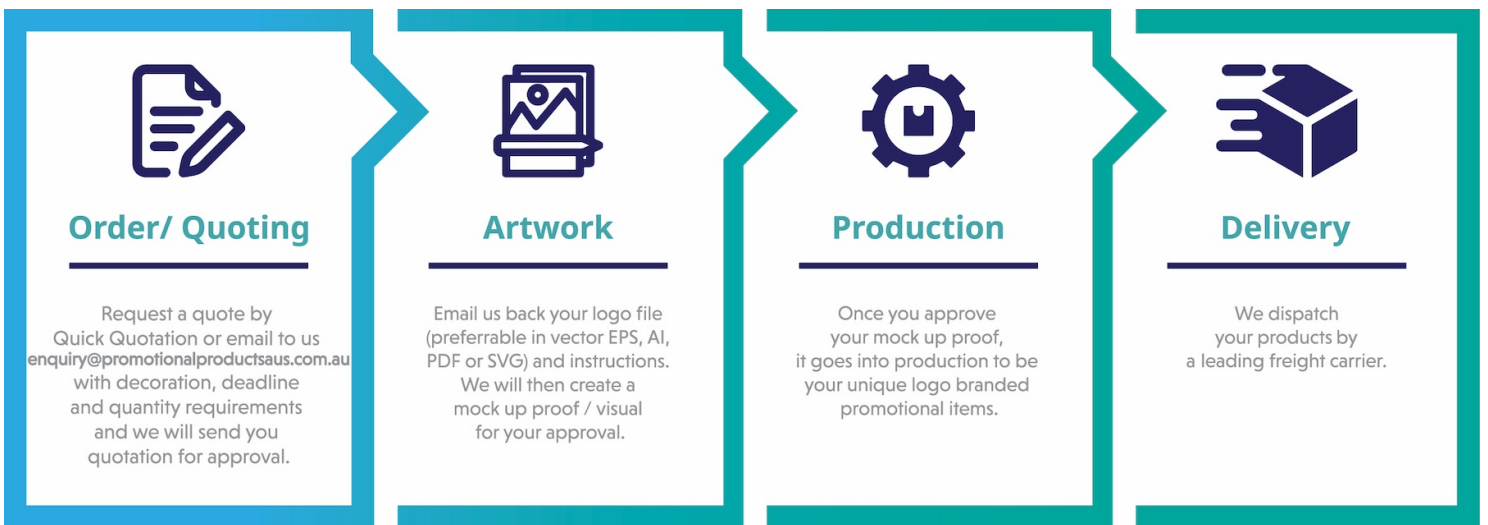 Order/ Quoting
Request a quote by
Quick Quotation or email to us
enquiry@promotionalproductsaus.com.au
with decoration, deadline
and quantity requirements
and we will send you
quotation for approval.
Artwork
Email us back your logo file
(preferrable in vector EPS, AI,
PDF or SVG) and instructions.
We will then create a
mock up proof / visual
for your approval.
Production
Once you approve
your mock up proof,
it goes into production to be
your unique logo branded
promotional items.
Delivery
We dispatch
your products by
a leading freight carrier.